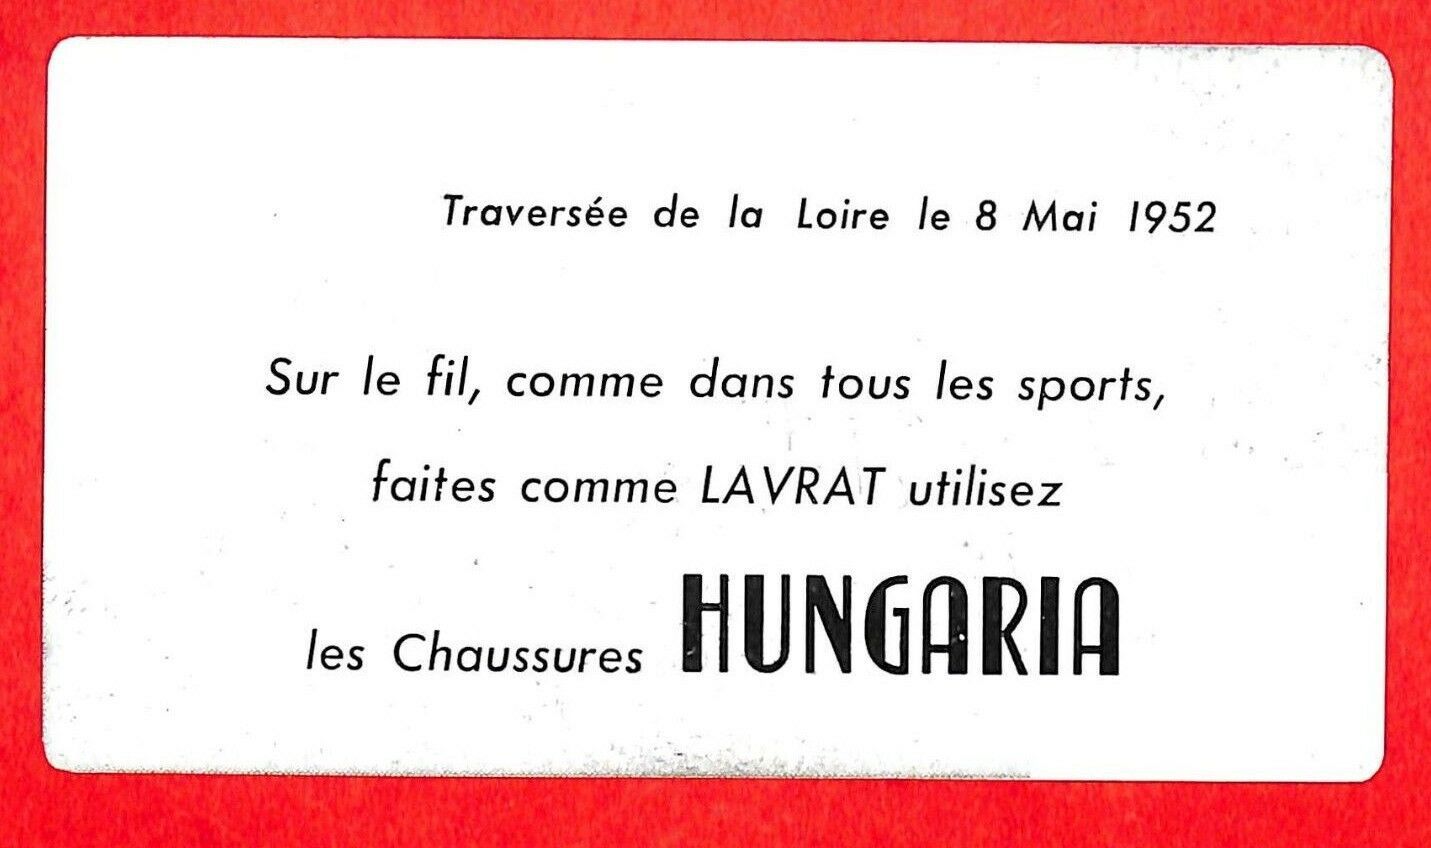 Traversée de la Loire le 8 Mai 1952
Sur le fil, comme dans tous les sports,
faites comme LAVRAT utilisez
les Chaussures HUNGARIA